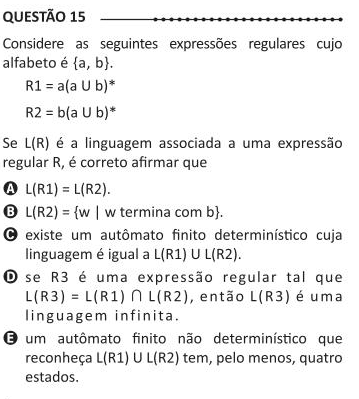 QUESTÃO 15
Considere as seguintes expressões regulares cujo
alfabeto é {a, b}.
R1 = a(a U b)*
R2 = b(a U b)*
Se L(R) é a linguagem associada a uma expressão
regular R, é correto afirmar que
A L(R1) = L(R2).
B L(R2) = {w | w termina com b}.
C existe um autômato finito determinístico cuja
linguagem é igual a L(R1) U L(R2).
D se R3 é uma expressão regular tal que
L(R3) = L(R1) ∩ L(R2), então L(R3) é uma
linguagem infinita.
E um autômato finito não determinístico que
reconheça L(R1) U L(R2) tem, pelo menos, quatro
estados.